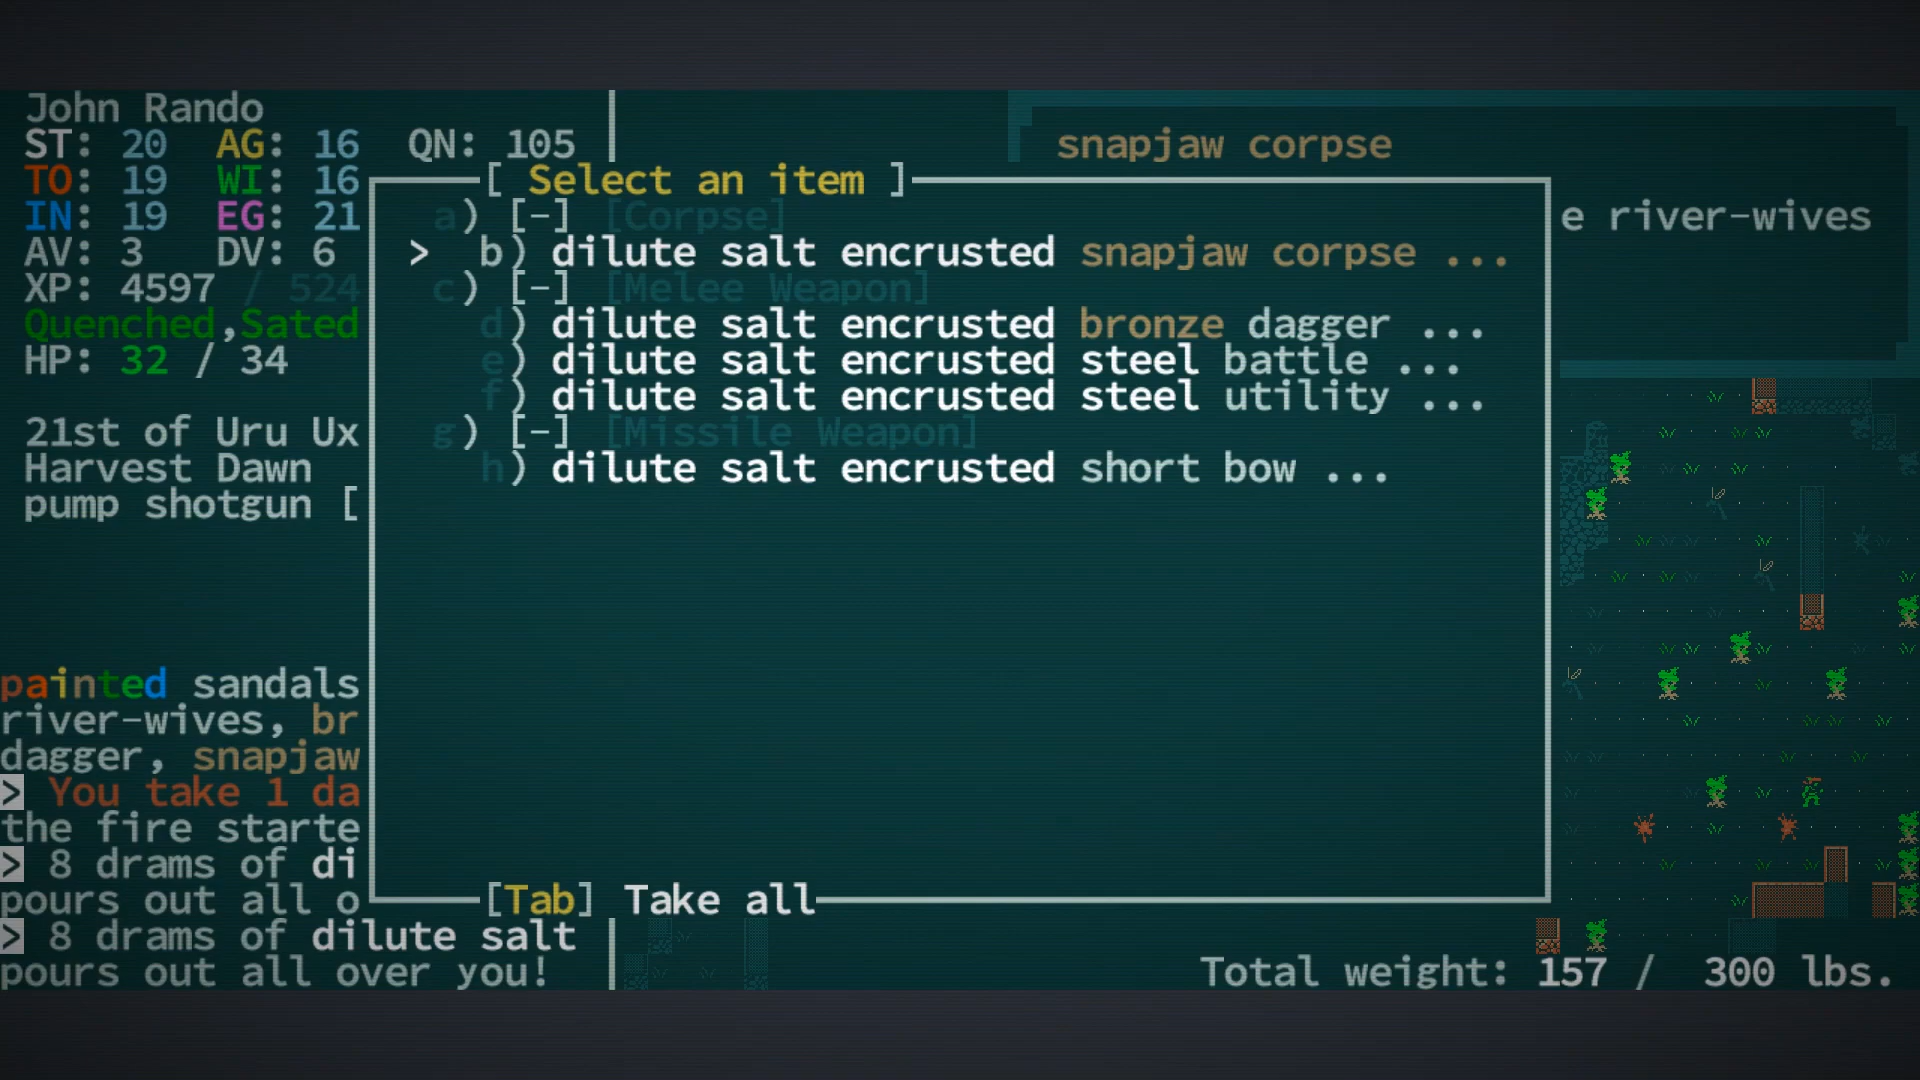 John Rando
ST: 20 AG: 16 QN: 105
snapjaw corpse
TO: 19 WI: 16
[ Select an item ]
IN: 19 EG: 21
a) [-] [Corpse]
e river-wives
AV: 3 DV: 6
> b) dilute salt encrusted snapjaw corpse ...
XP: 4597 / 524
c) [-] [Melee Weapon]
Quenched,Sated
d) dilute salt encrusted bronze dagger ...
HP: 32 / 34
e) dilute salt encrusted steel battle ...
f) dilute salt encrusted steel utility ...
21st of Uru Ux
g) [-] [Missile Weapon]
Harvest Dawn
h) dilute salt encrusted short bow ...
pump shotgun [
painted sandals
river-wives, br
dagger, snapjaw
> You take 1 da
the fire starte
> 8 drams of di
pours out all o
[Tab] Take all
> 8 drams of dilute salt
pours out all over you!
Total weight: 157 / 300 lbs.